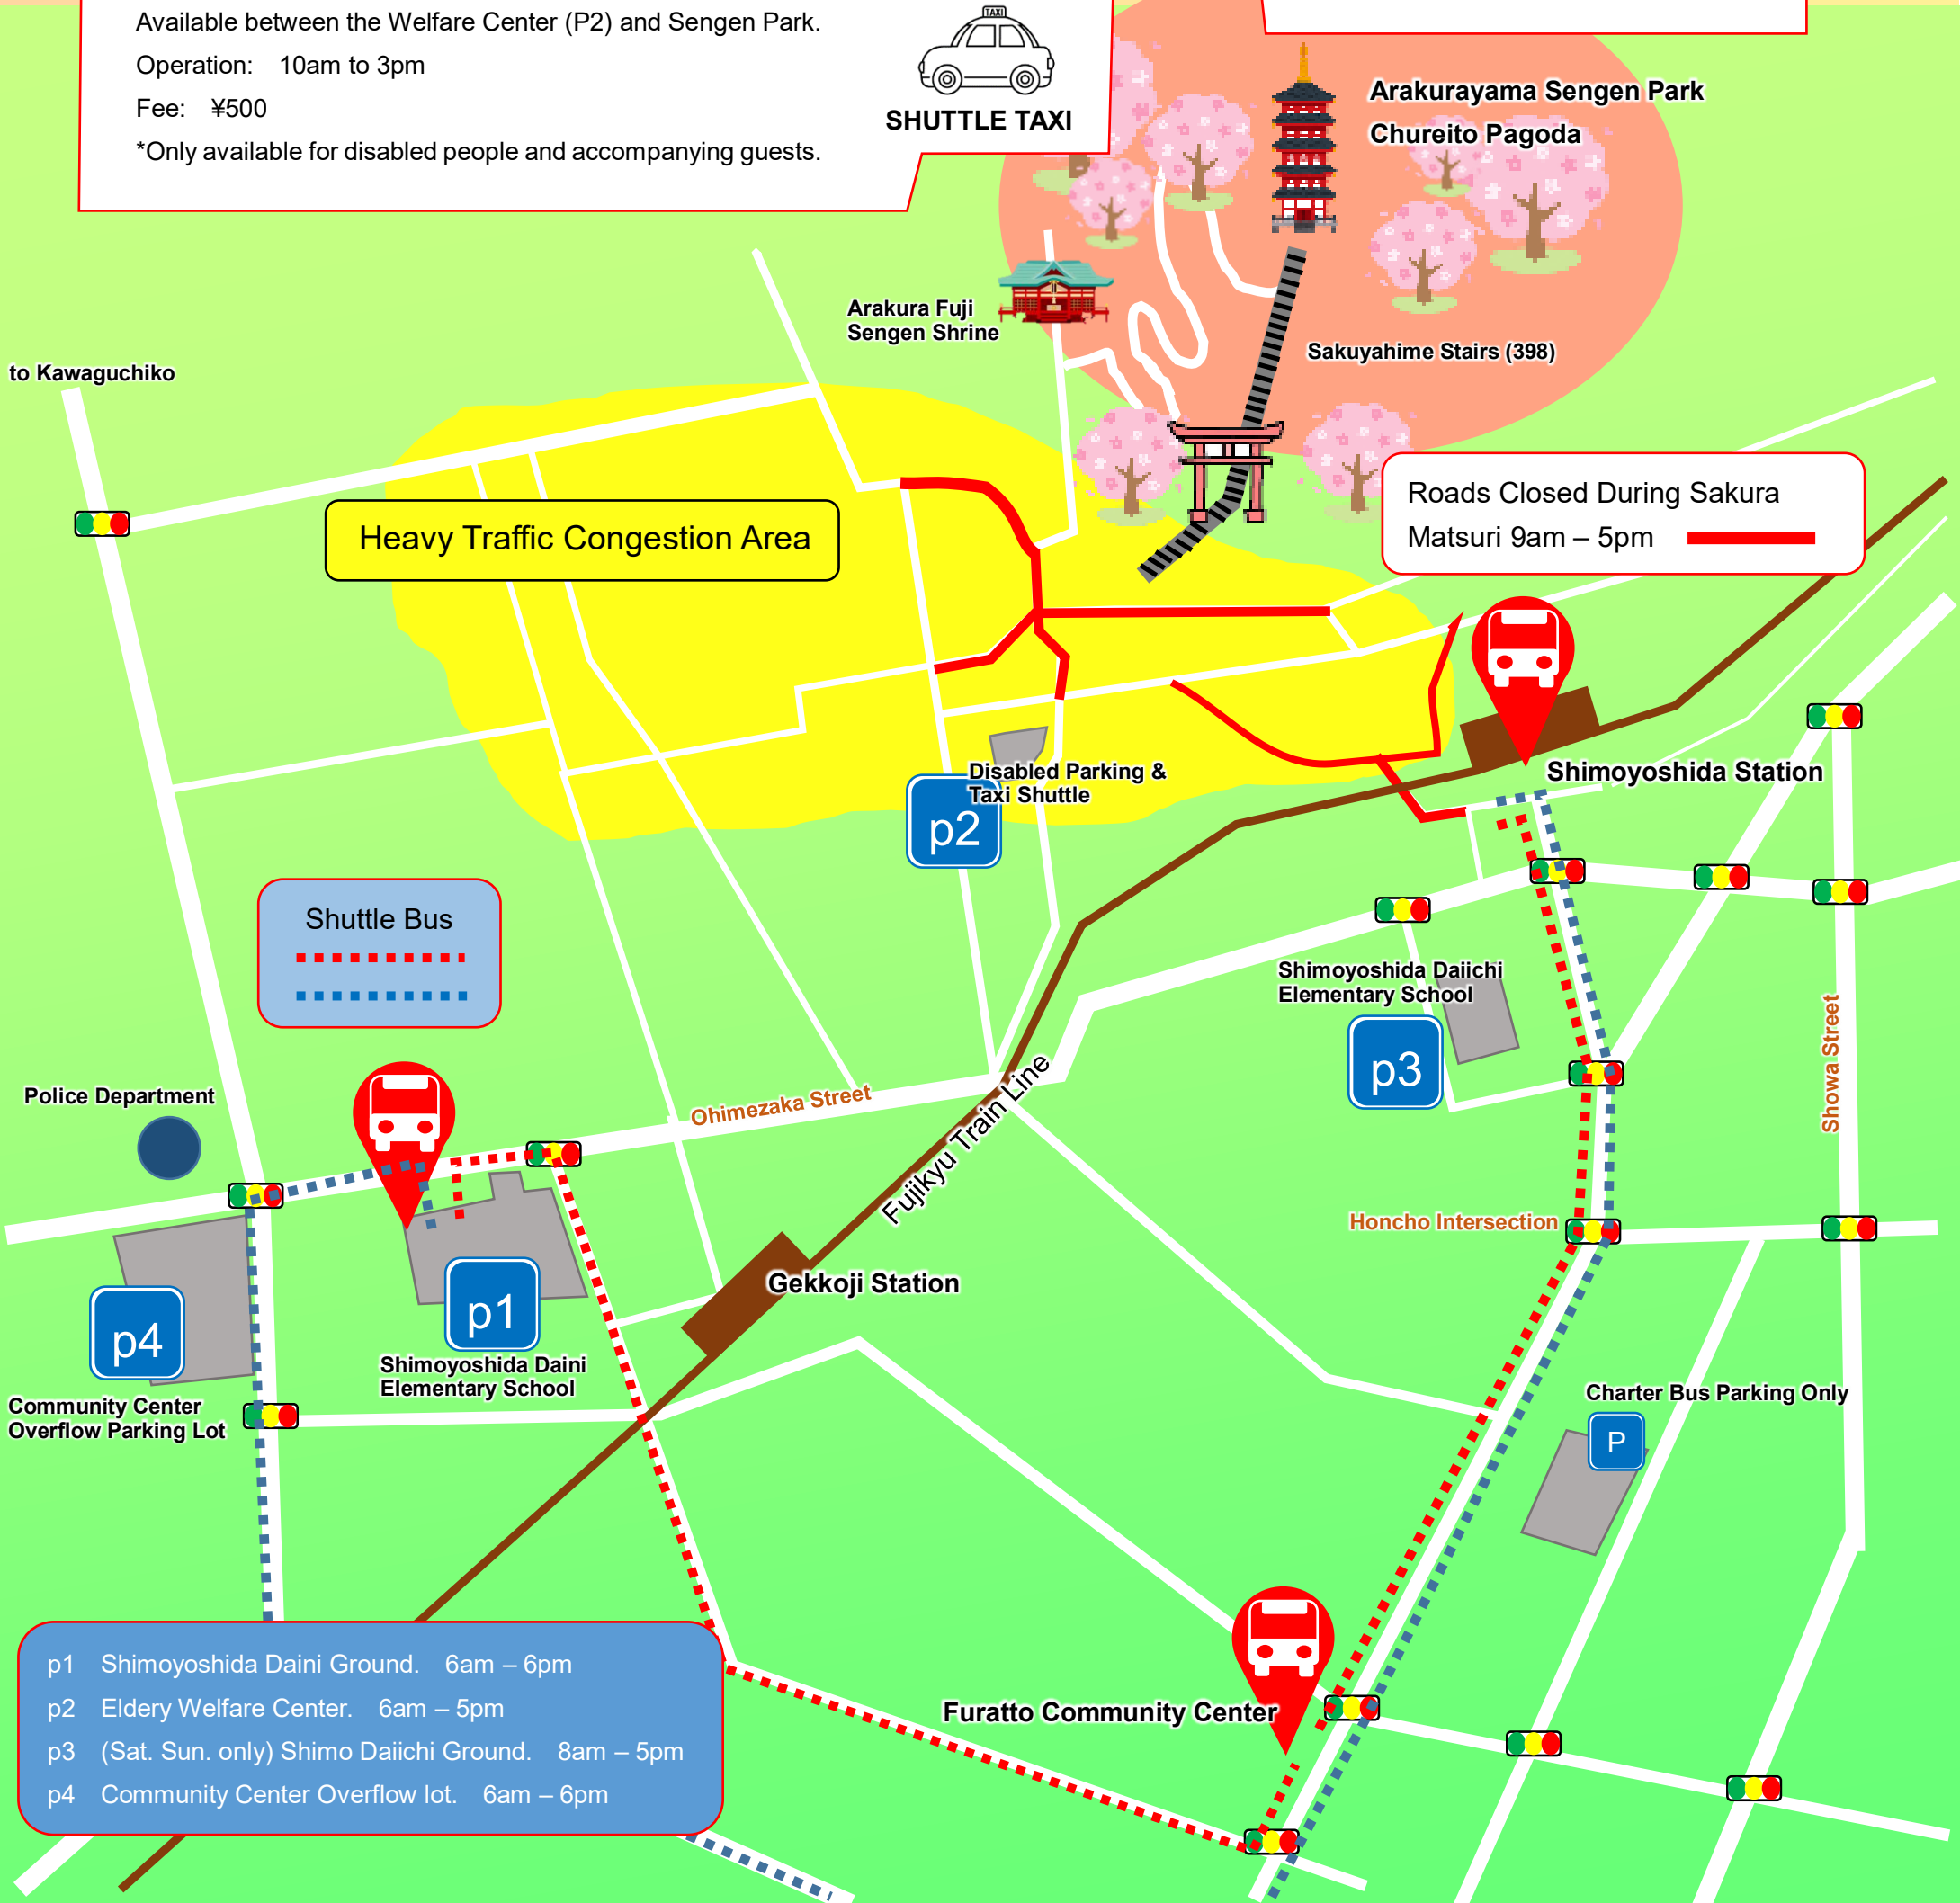 Available between the Welfare Center (P2) and Sengen Park.
Operation: 10am to 3pm
Fee: ¥500
*Only available for disabled people and accompanying guests.
TAXI
SHUTTLE TAXI
Arakurayama Sengen Park
Chureito Pagoda
Arakura Fuji
Sengen Shrine
Sakuyahime Stairs (398)
to Kawaguchiko
Heavy Traffic Congestion Area
Roads Closed During Sakura
Matsuri 9am – 5pm
Disabled Parking &
Taxi Shuttle
p2
Shimoyoshida Station
Shuttle Bus
Shimoyoshida Daiichi
Elementary School
p3
Showa Street
Police Department
Ohimezaka Street
Fujikyu Train Line
Honcho Intersection
Gekkoji Station
p1
p4
Shimoyoshida Daini
Elementary School
Community Center
Overflow Parking Lot
Charter Bus Parking Only
P
p1 Shimoyoshida Daini Ground. 6am – 6pm
p2 Eldery Welfare Center. 6am – 5pm
p3 (Sat. Sun. only) Shimo Daiichi Ground. 8am – 5pm
p4 Community Center Overflow lot. 6am – 6pm
Furatto Community Center